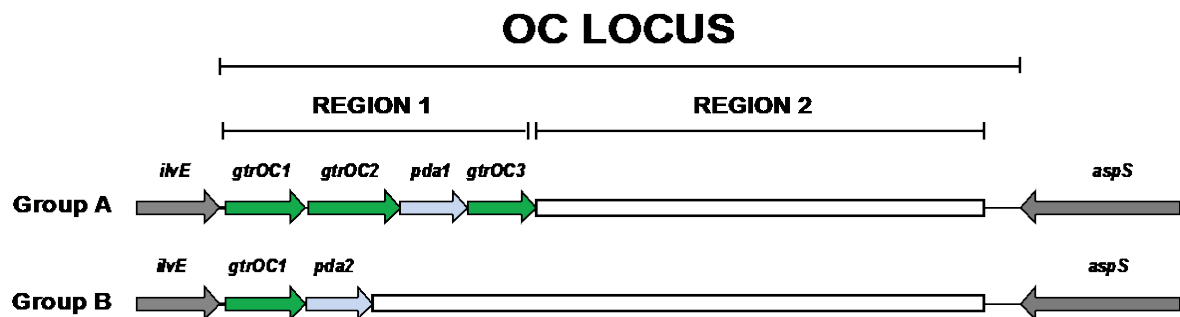 OC LOCUS
REGION 1 REGION 2
ilvE gtrOC1 gtrOC2 pda1 gtrOC3 aspS
Group A
ilvE gtrOC1 pda2 aspS
Group B